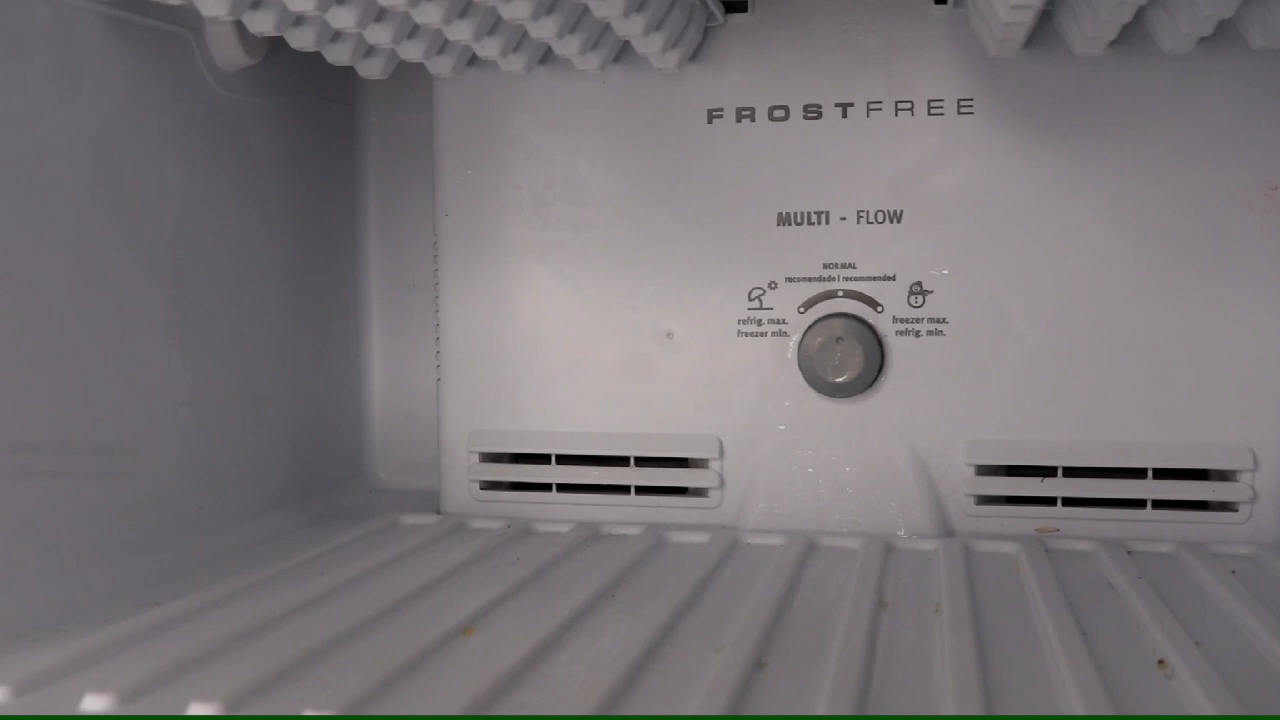 FROSTFREE
MULTI - FLOW
NORMAL
recomendado | recommended
refrig. max.
freezer min.
freezer max.
refrig. min.